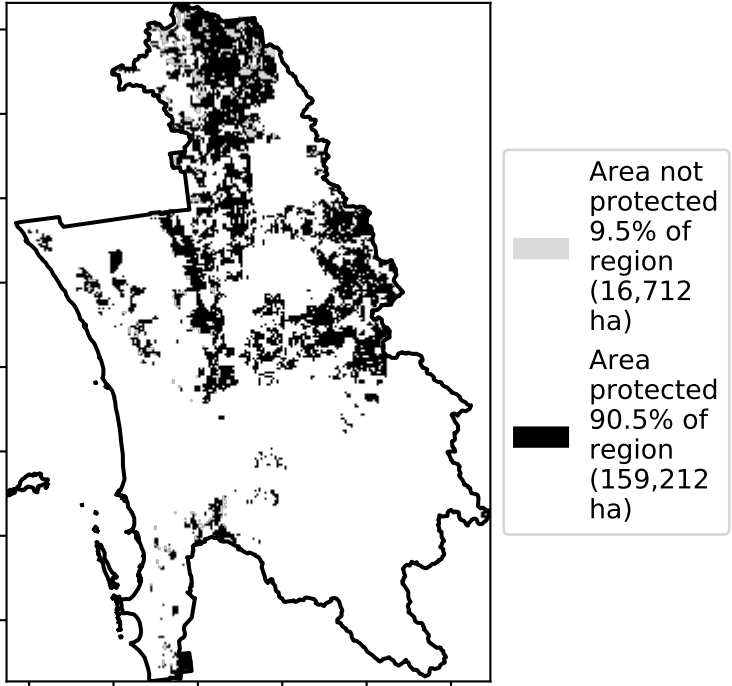 Area not
protected
9.5% of
region
(16,712
ha)
Area
protected
90.5% of
region
(159,212
ha)